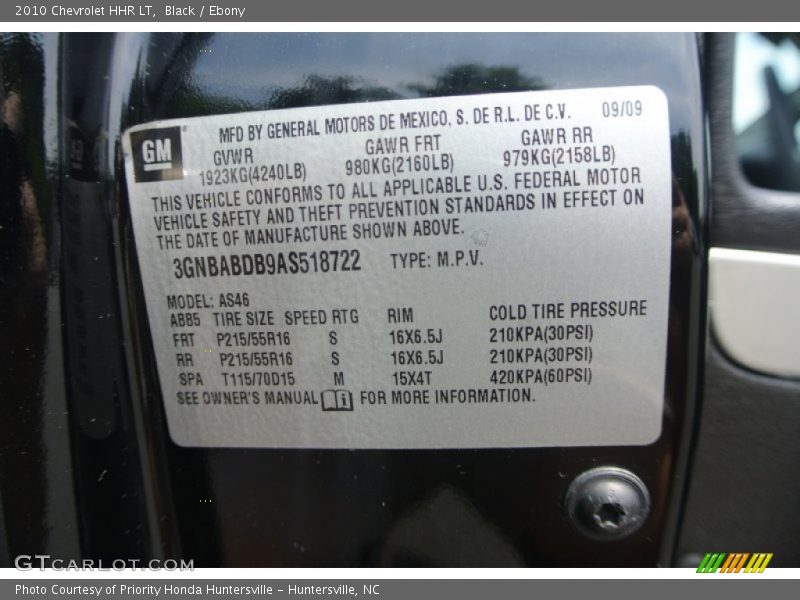 2010 Chevrolet HHR LT, Black / Ebony
GM
MFD BY GENERAL MOTORS DE MEXICO, S. DE R.L. DE C.V. 09/09
GVWR GAWR FRT GAWR RR
1923KG(4240LB) 980KG(2160LB) 979KG(2158LB)
THIS VEHICLE CONFORMS TO ALL APPLICABLE U.S. FEDERAL MOTOR
VEHICLE SAFETY AND THEFT PREVENTION STANDARDS IN EFFECT ON
THE DATE OF MANUFACTURE SHOWN ABOVE.
3GNBABDB9AS518722 TYPE: M.P.V.
MODEL: AS46
ABB5 TIRE SIZE SPEED RTG RIM COLD TIRE PRESSURE
FRT P215/55R16 S 16X6.5J 210KPA(30PSI)
RR P215/55R16 S 16X6.5J 210KPA(30PSI)
SPA T115/70D15 M 15X4T 420KPA(60PSI)
SEE OWNER'S MANUAL i FOR MORE INFORMATION.
GTcarlot.com
Photo Courtesy of Priority Honda Huntersville - Huntersville, NC